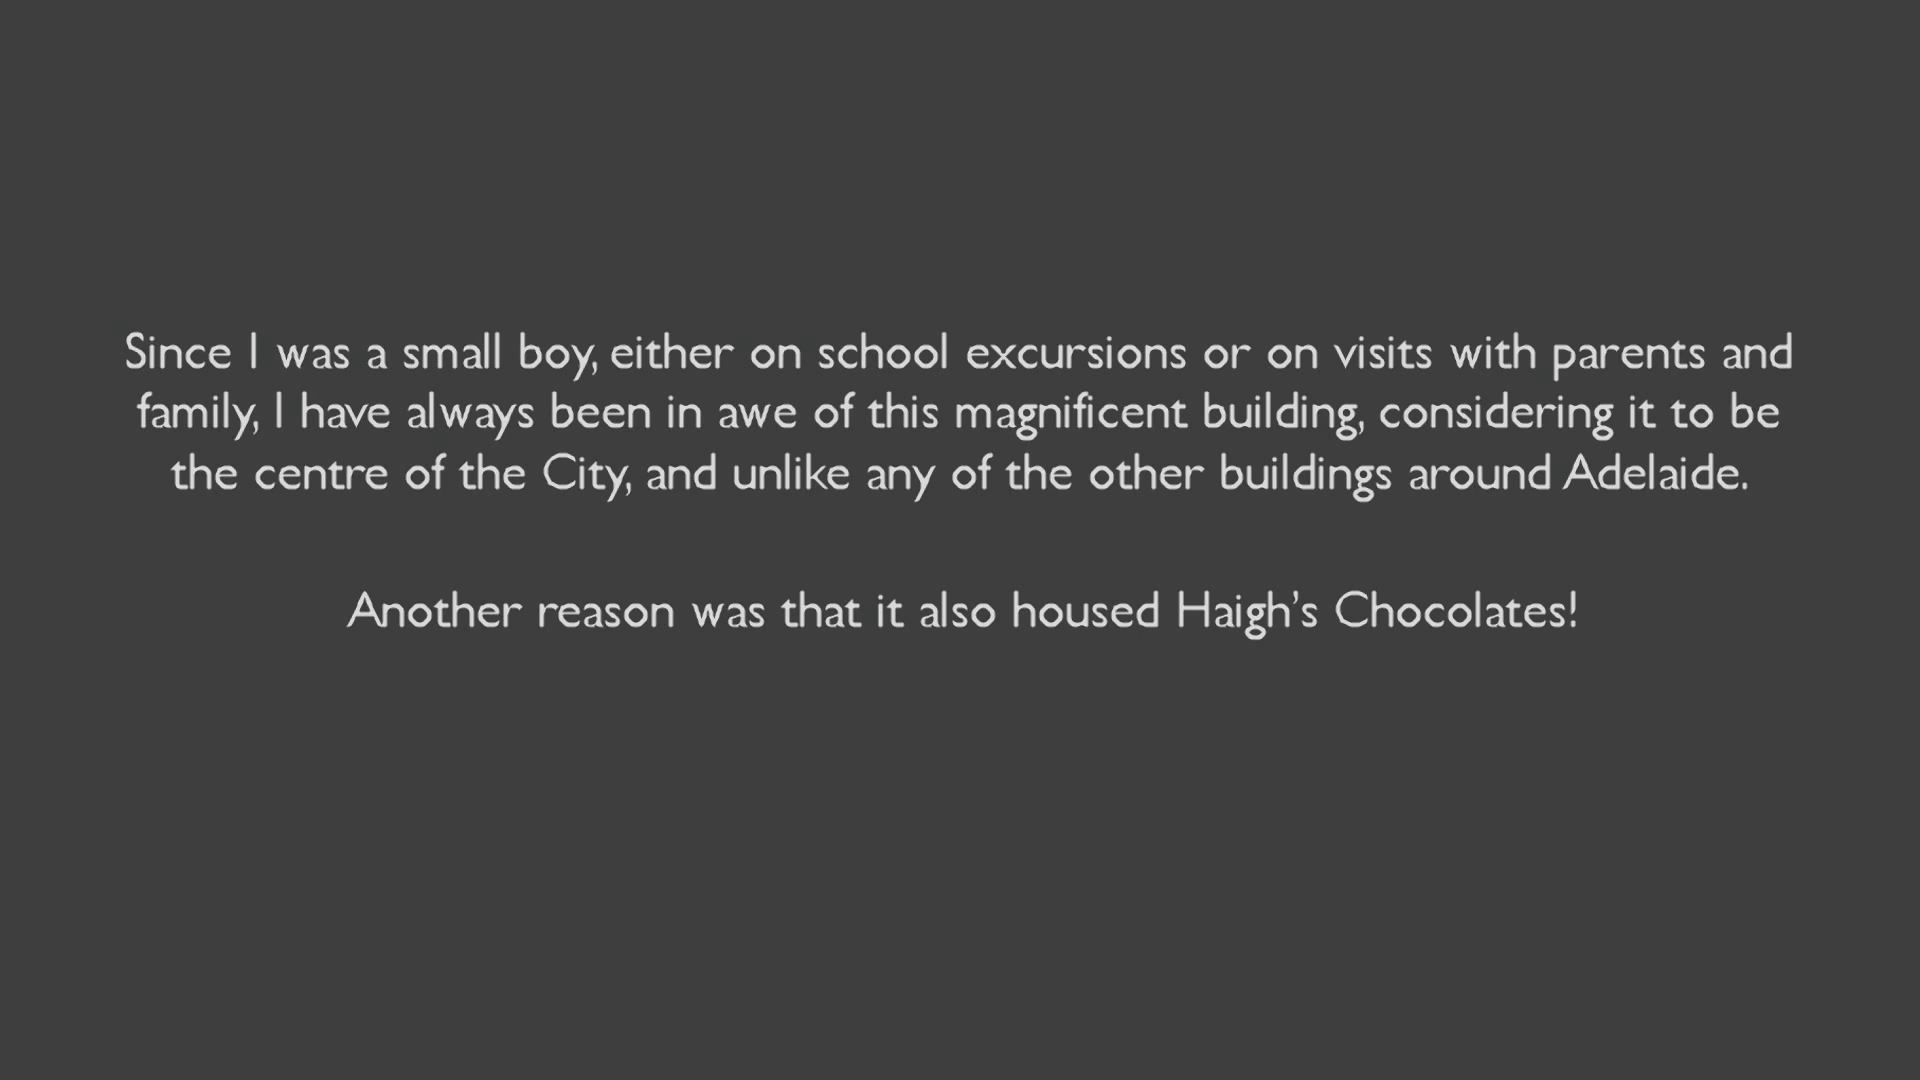 Since I was a small boy, either on school excursions or on visits with parents and
family, I have always been in awe of this magnificent building, considering it to be
the centre of the City, and unlike any of the other buildings around Adelaide.
Another reason was that it also housed Haigh’s Chocolates!